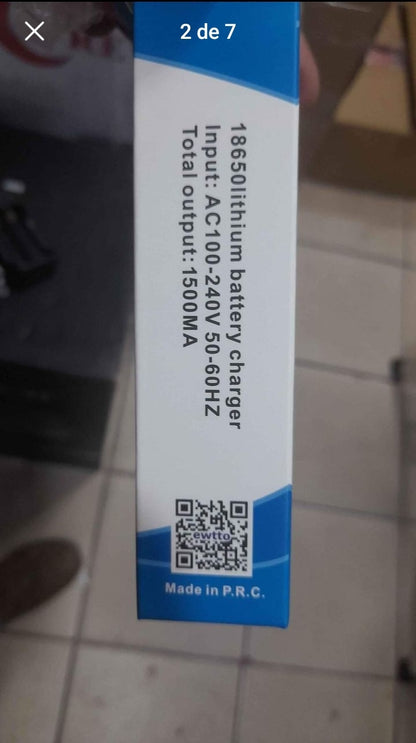 2 de 7
18650lithium battery charger
Input: AC100-240V 50-60HZ
Total output:1500MA
ewtto
Made in P.R.C.